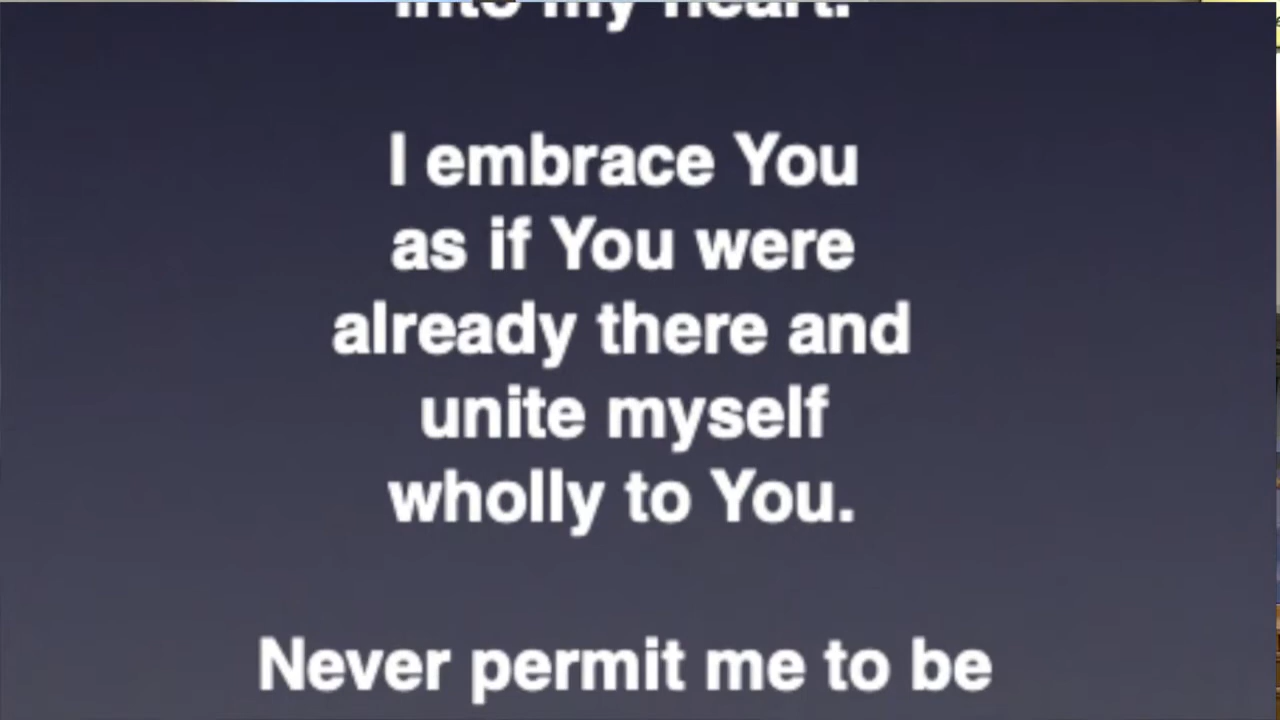 into my heart.
I embrace You
as if You were
already there and
unite myself
wholly to You.
Never permit me to be